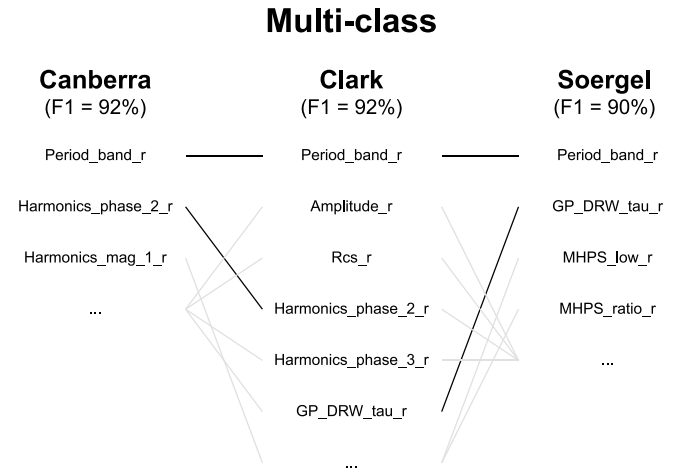 Multi-class
Canberra
(F1 = 92%)
Period_band_r
Harmonics_phase_2_r
Harmonics_mag_1_r
...
Clark
(F1 = 92%)
Period_band_r
Amplitude_r
Rcs_r
Harmonics_phase_2_r
Harmonics_phase_3_r
GP_DRW_tau_r
...
Soergel
(F1 = 90%)
Period_band_r
GP_DRW_tau_r
MHPS_low_r
MHPS_ratio_r
...